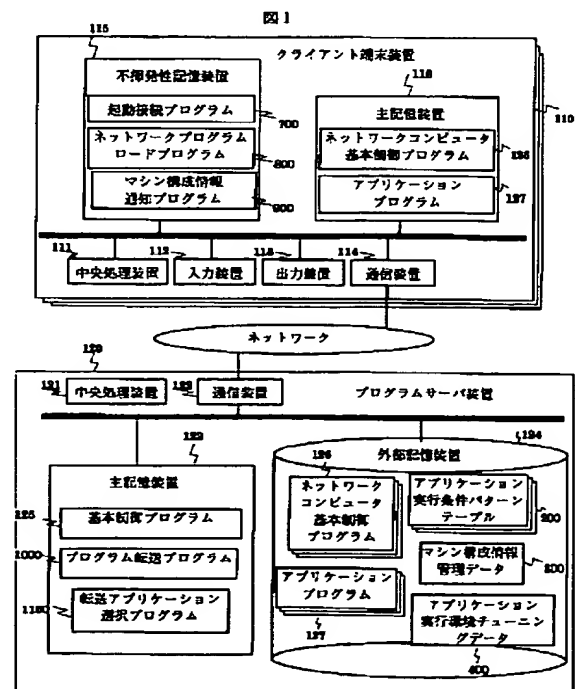 図1
115
クライアント端末装置
不揮発性記憶装置
116
110
起動接続プログラム
主記憶装置
700
ネットワークプログラム
ロードプログラム
800
ネットワークコンピュータ
基本制御プログラム
126
マシン構成情報
通知プログラム
900
アプリケーション
プログラム
127
111
112
113
114
中央処理装置
入力装置
出力装置
通信装置
ネットワーク
120
121
中央処理装置
通信装置
プログラムサーバ装置
124
主記憶装置
外部記憶装置
126
125
基本制御プログラム
ネットワーク
コンピュータ
基本制御
プログラム
アプリケーション
実行条件パターン
テーブル
1000
プログラム転送プログラム
マシン構成情報
管理データ
転送アプリケーション
選択プログラム
アプリケーション
プログラム
127
アプリケーション
実行環境チューニン
グデータ
400